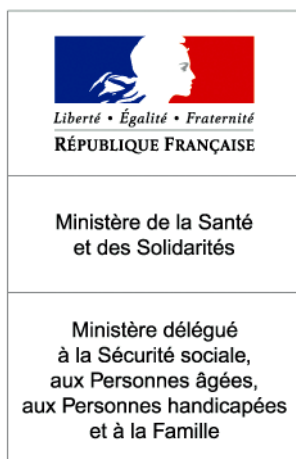 Liberté • Égalité • Fraternité
RÉPUBLIQUE FRANÇAISE
Ministère de la Santé
et des Solidarités
Ministère délégué
à la Sécurité sociale,
aux Personnes âgées,
aux Personnes handicapées
et à la Famille